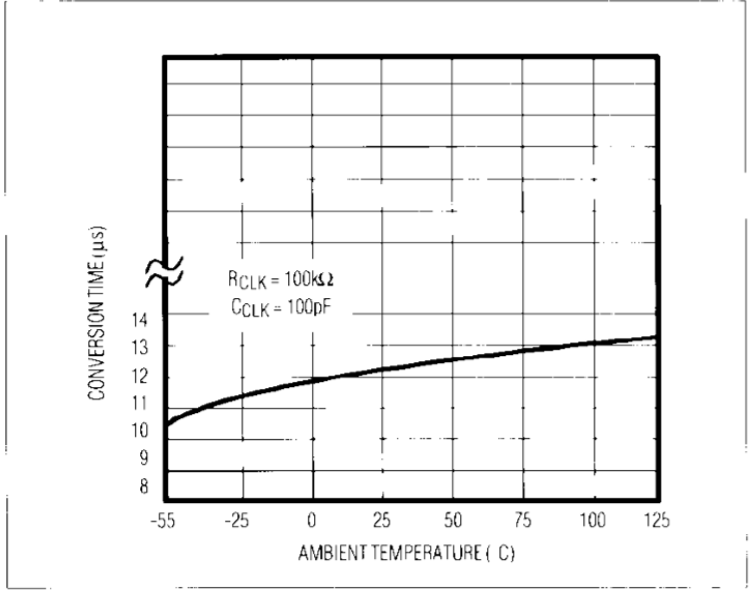 CONVERSION TIME (µs)
RCLK = 100kΩ
CCLK = 100pF
14
13
12
11
10
9
8
-55 -25 0 25 50 75 100 125
AMBIENT TEMPERATURE ( C)